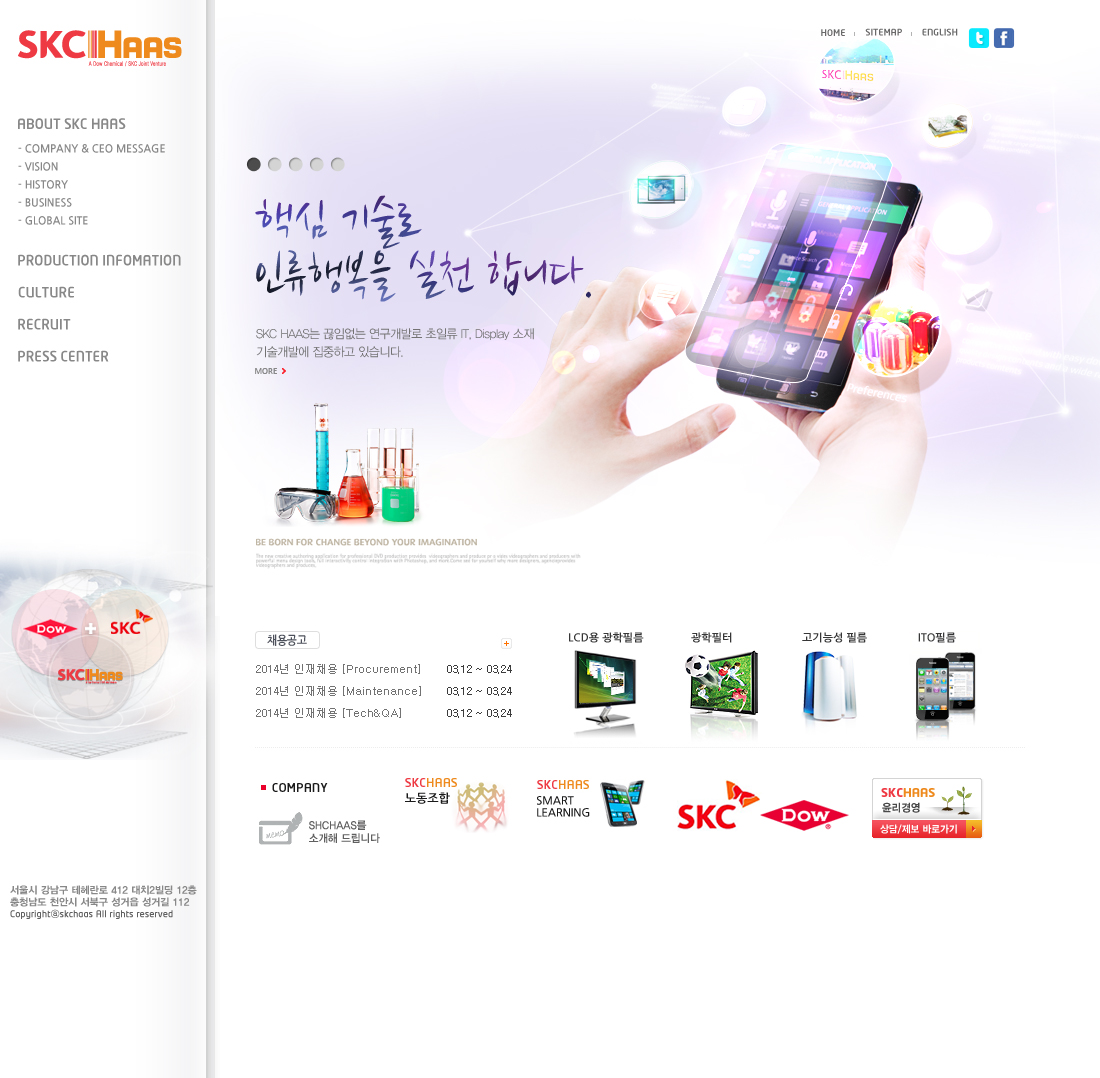 SKC HAAS
A Dow Chemical / SKC Joint Venture
HOME
SITEMAP
ENGLISH
ABOUT SKC HAAS
- COMPANY & CEO MESSAGE
- VISION
- HISTORY
- BUSINESS
- GLOBAL SITE
PRODUCTION INFOMATION
CULTURE
RECRUIT
PRESS CENTER
SKC HAAS
핵심 기술로
인류행복을 실천 합니다.
SKC HAAS는 끊임없는 연구개발로 초일류 IT, Display 소재
기술개발에 집중하고 있습니다.
MORE
Preferences
BE BORN FOR CHANGE BEYOND YOUR IMAGINATION
DOW
SKC
SKC HAAS
채용공고
2014년 인재채용 [Procurement] 03.12 ~ 03.24
2014년 인재채용 [Maintenance] 03.12 ~ 03.24
2014년 인재채용 [Tech&QA] 03.12 ~ 03.24
LCD용 광학필름
광학필터
고기능성 필름
ITO필름
COMPANY
MEMO
SHCHAAS를
소개해 드립니다
SKCHAAS
노동조합
SKCHAAS
SMART
LEARNING
SKC
DOW
SKCHAAS
윤리경영
상담/제보 바로가기
서울시 강남구 테헤란로 412 대치2빌딩 12층
충청남도 천안시 서북구 성거읍 성거길 112
Copyrightⓐskchaas All rights reserved